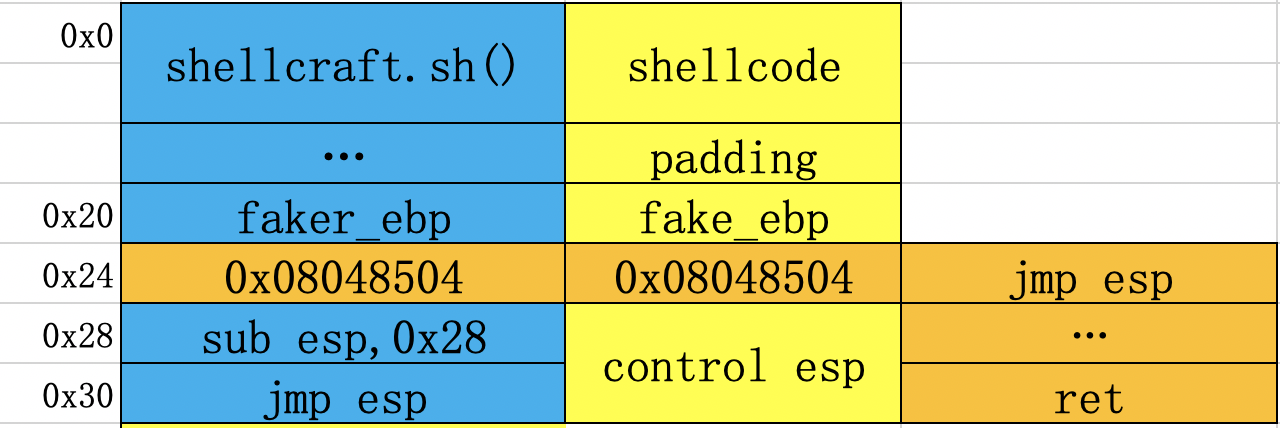 0x0
shellcraft.sh()
shellcode
…
padding
0x20
faker_ebp
fake_ebp
0x24
0x08048504
0x08048504
jmp esp
0x28
sub esp,0x28
control esp
…
0x30
jmp esp
ret